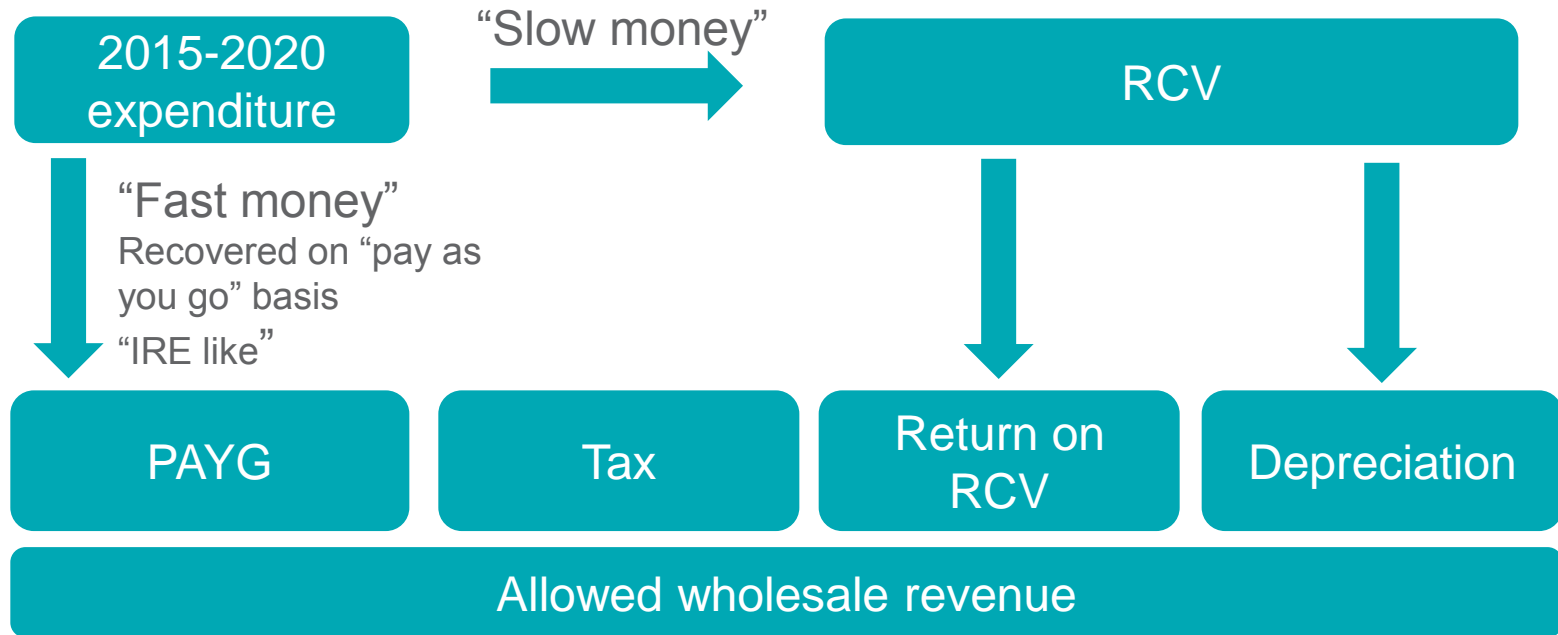 2015-2020
expenditure
“Slow money”
RCV
“Fast money”
Recovered on “pay as
you go” basis
“IRE like”
PAYG
Tax
Return on
RCV
Depreciation
Allowed wholesale revenue